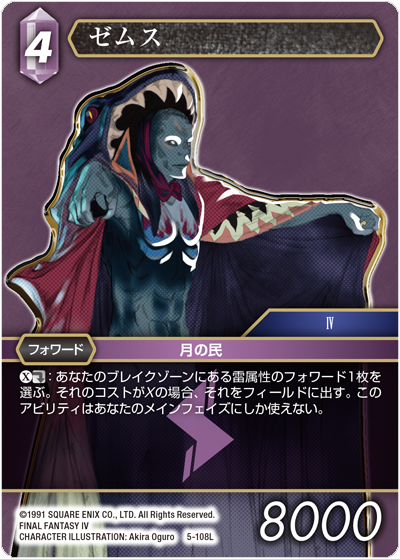 4
ゼムス
IV
フォワード
月の民
X:あなたのブレイクゾーンにある雷属性のフォワード1枚を
選ぶ。それのコストがXの場合、それをフィールドに出す。この
アビリティはあなたのメインフェイズにしか使えない。
©1991 SQUARE ENIX CO., LTD. All Rights Reserved.
FINAL FANTASY IV
CHARACTER ILLUSTRATION: Akira Oguro 5-108L
8000